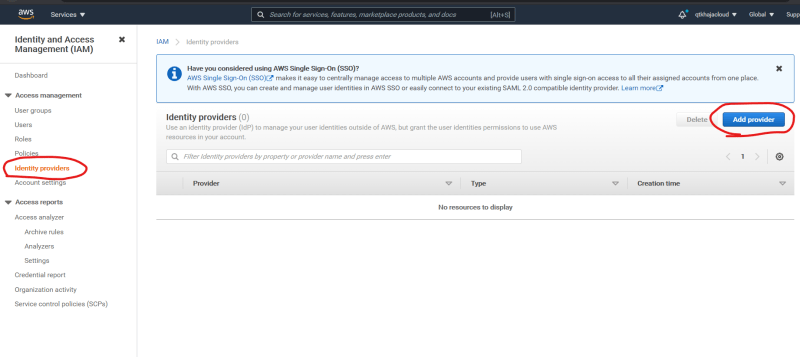 aws
Services ▼
Search for services, features, marketplace products, and docs
[Alt+S]
qtkhajacloud ▼
Global ▼
Supp
Identity and Access
Management (IAM)
Dashboard
Access management
User groups
Users
Roles
Policies
Identity providers
Account settings
Access reports
Access analyzer
Archive rules
Analyzers
Settings
Credential report
Organization activity
Service control policies (SCPs)
IAM > Identity providers
Have you considered using AWS Single Sign-On (SSO)?
AWS Single Sign-On (SSO) makes it easy to centrally manage access to multiple AWS accounts and provide users with single sign-on access to all their assigned accounts from one place.
With AWS SSO, you can create and manage user identities in AWS SSO or easily connect to your existing SAML 2.0 compatible identity provider. Learn more
Identity providers (0)
Use an identity provider (IdP) to manage your user identities outside of AWS, but grant the user identities permissions to use AWS
resources in your account.
Delete
Add provider
Filter Identity providers by property or provider name and press enter
< 1 >
Provider
Type
Creation time
No resources to display